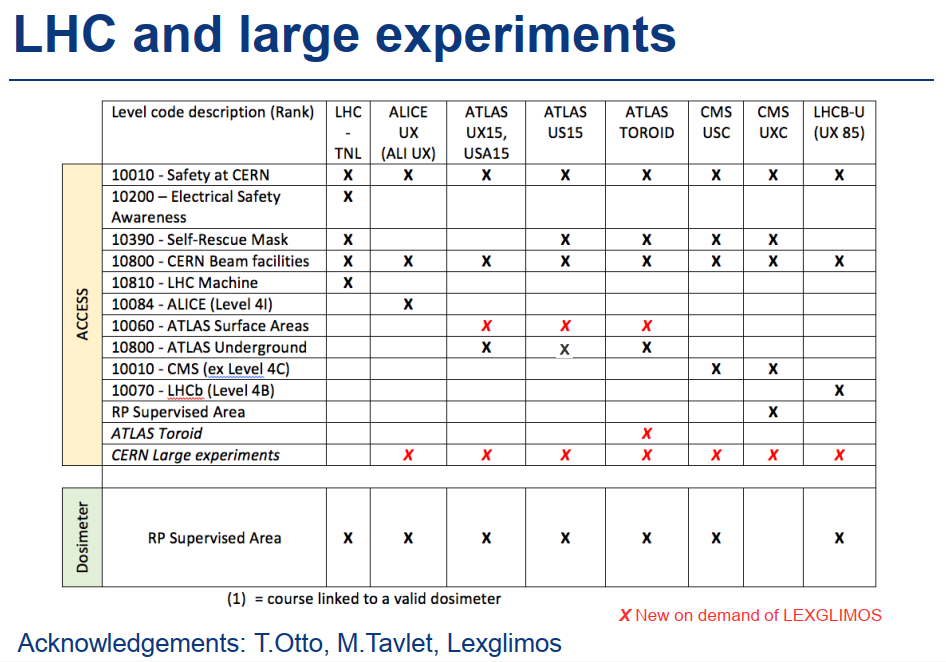 LHC and large experiments
Level code description (Rank) LHC - TNL ALICE UX (ALI UX) ATLAS UX15, USA15 ATLAS US15 ATLAS TOROID CMS USC CMS UXC LHCB-U (UX 85)
ACCESS
10010 - Safety at CERN X X X X X X X X
10200 – Electrical Safety Awareness X
10390 - Self-Rescue Mask X X X X X
10800 - CERN Beam facilities X X X X X X X X
10810 - LHC Machine X
10084 - ALICE (Level 4I) X
10060 - ATLAS Surface Areas X X X
10800 - ATLAS Underground X X X
10010 - CMS (ex Level 4C) X X
10070 - LHCb (Level 4B) X
RP Supervised Area X
ATLAS Toroid X
CERN Large experiments X X X X X X X
Dosimeter
RP Supervised Area X X X X X X X
(1) = course linked to a valid dosimeter
X New on demand of LEXGLIMOS
Acknowledgements: T.Otto, M.Tavlet, Lexglimos